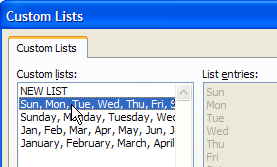 Custom Lists
Custom Lists
Custom lists:
List entries:
NEW LIST
Sun, Mon, Tue, Wed, Thu, Fri, S
Sunday, Monday, Tuesday, Wed
Jan, Feb, Mar, Apr, May, Jun, J
January, February, March, April
Sun
Mon
Tue
Wed
Thu
Fri